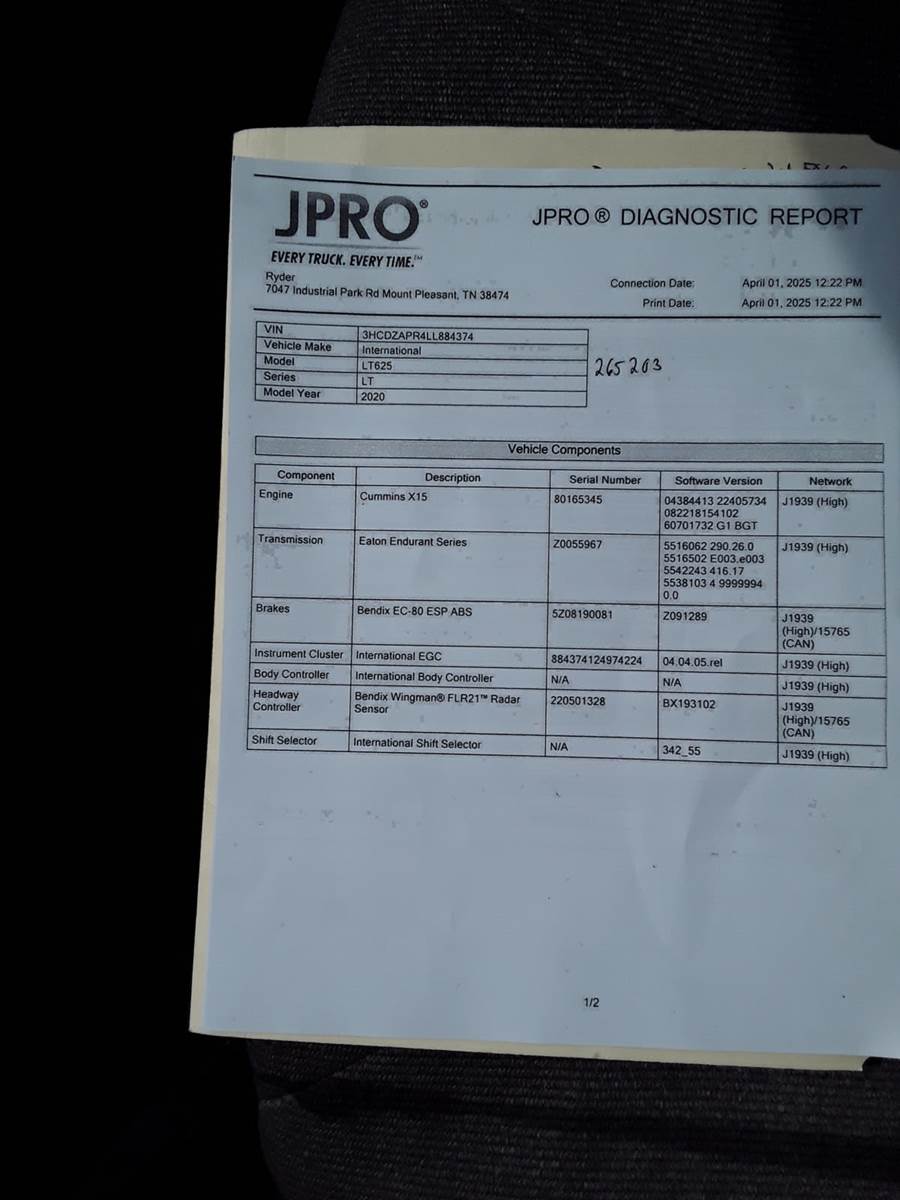 JPRO®
JPRO® DIAGNOSTIC REPORT
EVERY TRUCK. EVERY TIME.™
Ryder
7047 Industrial Park Rd Mount Pleasant, TN 38474
Connection Date: April 01, 2025 12:22 PM
Print Date: April 01, 2025 12:22 PM
VIN 3HCDZAPR4LL884374
Vehicle Make International
Model LT625
Series LT
Model Year 2020
265203
Vehicle Components
Component Description Serial Number Software Version Network
Engine Cummins X15 80165345 04384413 22405734 J1939 (High)
082218154102
60701732 G1 BGT
Transmission Eaton Endurant Series Z0055967 5516062 290.26.0 J1939 (High)
5516502 E003.e003
5542243 416.17
5538103 4 9999994
0.0
Brakes Bendix EC-80 ESP ABS 5Z08190081 Z091289 J1939
(High)/15765
(CAN)
Instrument Cluster International EGC 884374124974224 04.04.05.rel J1939 (High)
Body Controller International Body Controller N/A N/A J1939 (High)
Headway Bendix Wingman® FLR21™ Radar 220501328 BX193102 J1939
Controller Sensor (High)/15765
(CAN)
Shift Selector International Shift Selector N/A 342_55 J1939 (High)
1/2